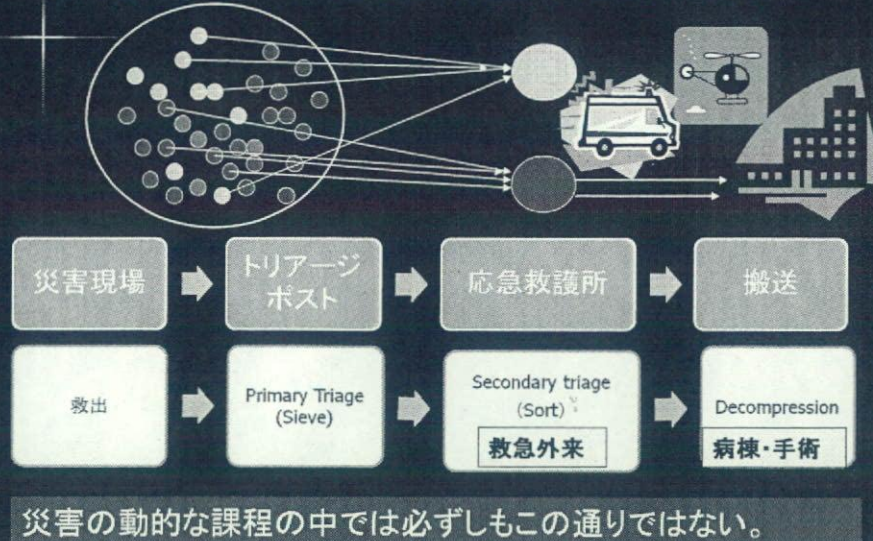 災害現場
トリアージ
ポスト
応急救護所
搬送
救出
Primary Triage
(Sieve)
Secondary triage
(Sort)
救急外来
Decompression
病棟・手術
災害の動的な課程の中では必ずしもこの通りではない。